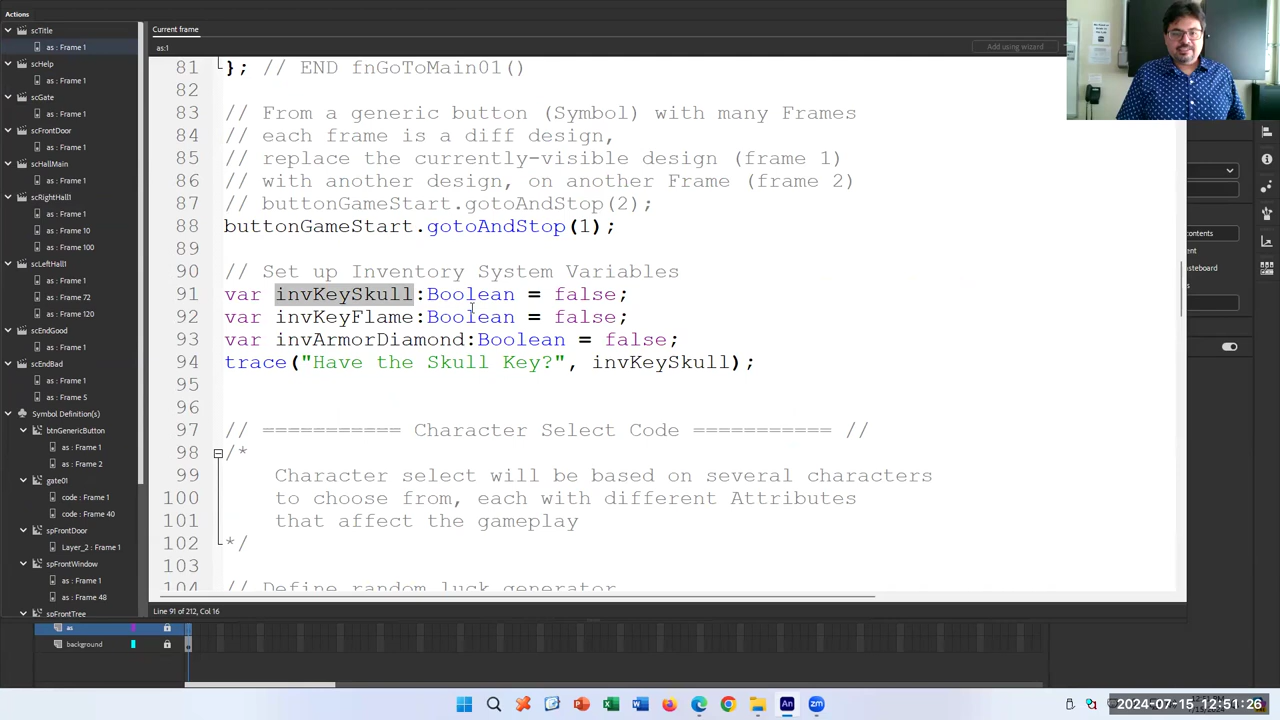 Actions
scTitle
as : Frame 1
scHelp
as : Frame 1
scGate
as : Frame 1
scFrontDoor
as : Frame 1
scHallMain
as : Frame 1
scRightHall1
as : Frame 1
as : Frame 10
as : Frame 100
scLeftHall1
as : Frame 1
as : Frame 72
as : Frame 120
scEndGood
as : Frame 1
scEndBad
as : Frame 1
as : Frame 5
Symbol Definition(s)
btnGenericButton
as : Frame 1
as : Frame 2
gate01
code : Frame 1
code : Frame 40
spFrontDoor
Layer_2 : Frame 1
spFrontWindow
as : Frame 1
as : Frame 48
spFrontTree
Current frame
as:1
Add using wizard
81 }; // END fnGoToMain01()
82
83 // From a generic button (Symbol) with many Frames
84 // each frame is a diff design,
85 // replace the currently-visible design (frame 1)
86 // with another design, on another Frame (frame 2)
87 // buttonGameStart.gotoAndStop(2);
88 buttonGameStart.gotoAndStop(1);
89
90 // Set up Inventory System Variables
91 var invKeySkull:Boolean = false;
92 var invKeyFlame:Boolean = false;
93 var invArmorDiamond:Boolean = false;
94 trace("Have the Skull Key?", invKeySkull);
95
96
97 // =========== Character Select Code =========== //
98 /*
99 Character select will be based on several characters
100 to choose from, each with different Attributes
101 that affect the gameplay
102 */
103
104 // Define random luck generator
Line 91 of 212, Col 16
contents
asteboard
as
background
2024-07-15 12:51:26